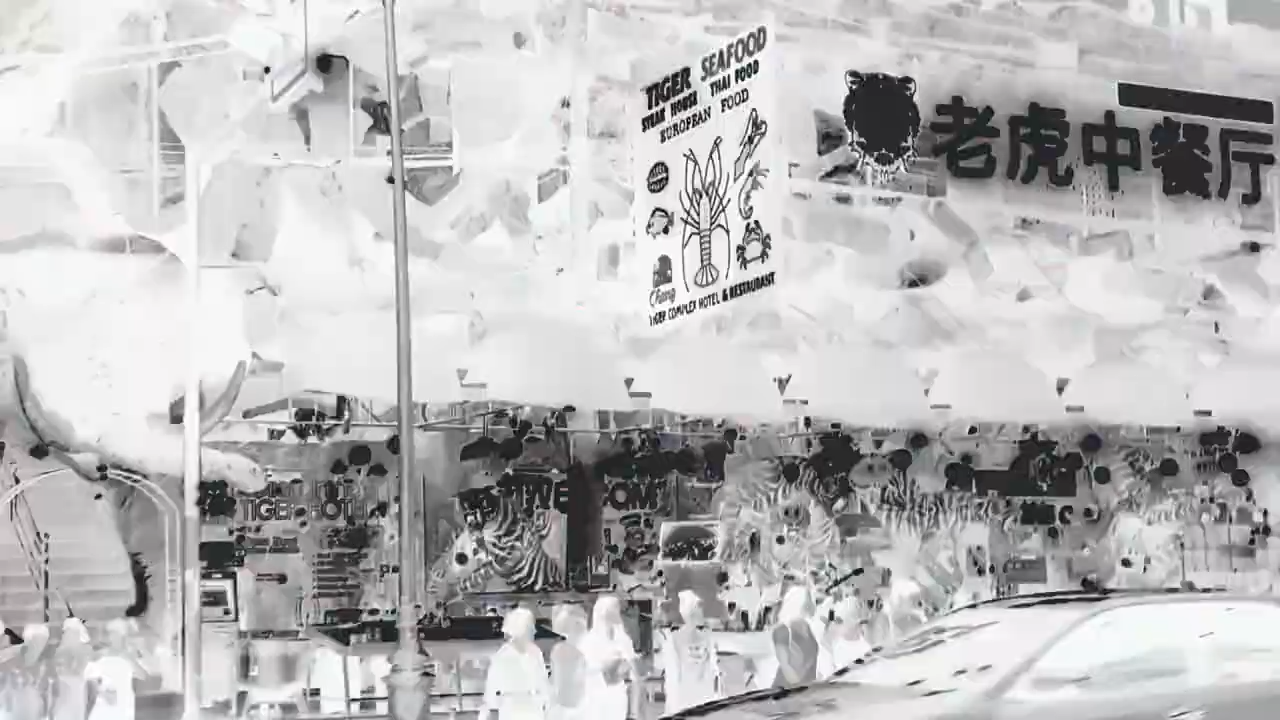 TIGER SEAFOOD
STEAK HOUSE THAI FOOD
EUROPEAN FOOD
Chang
TIGER COMPLEX HOTEL & RESTAURANT
老虎中餐厅
TIGER HOTEL